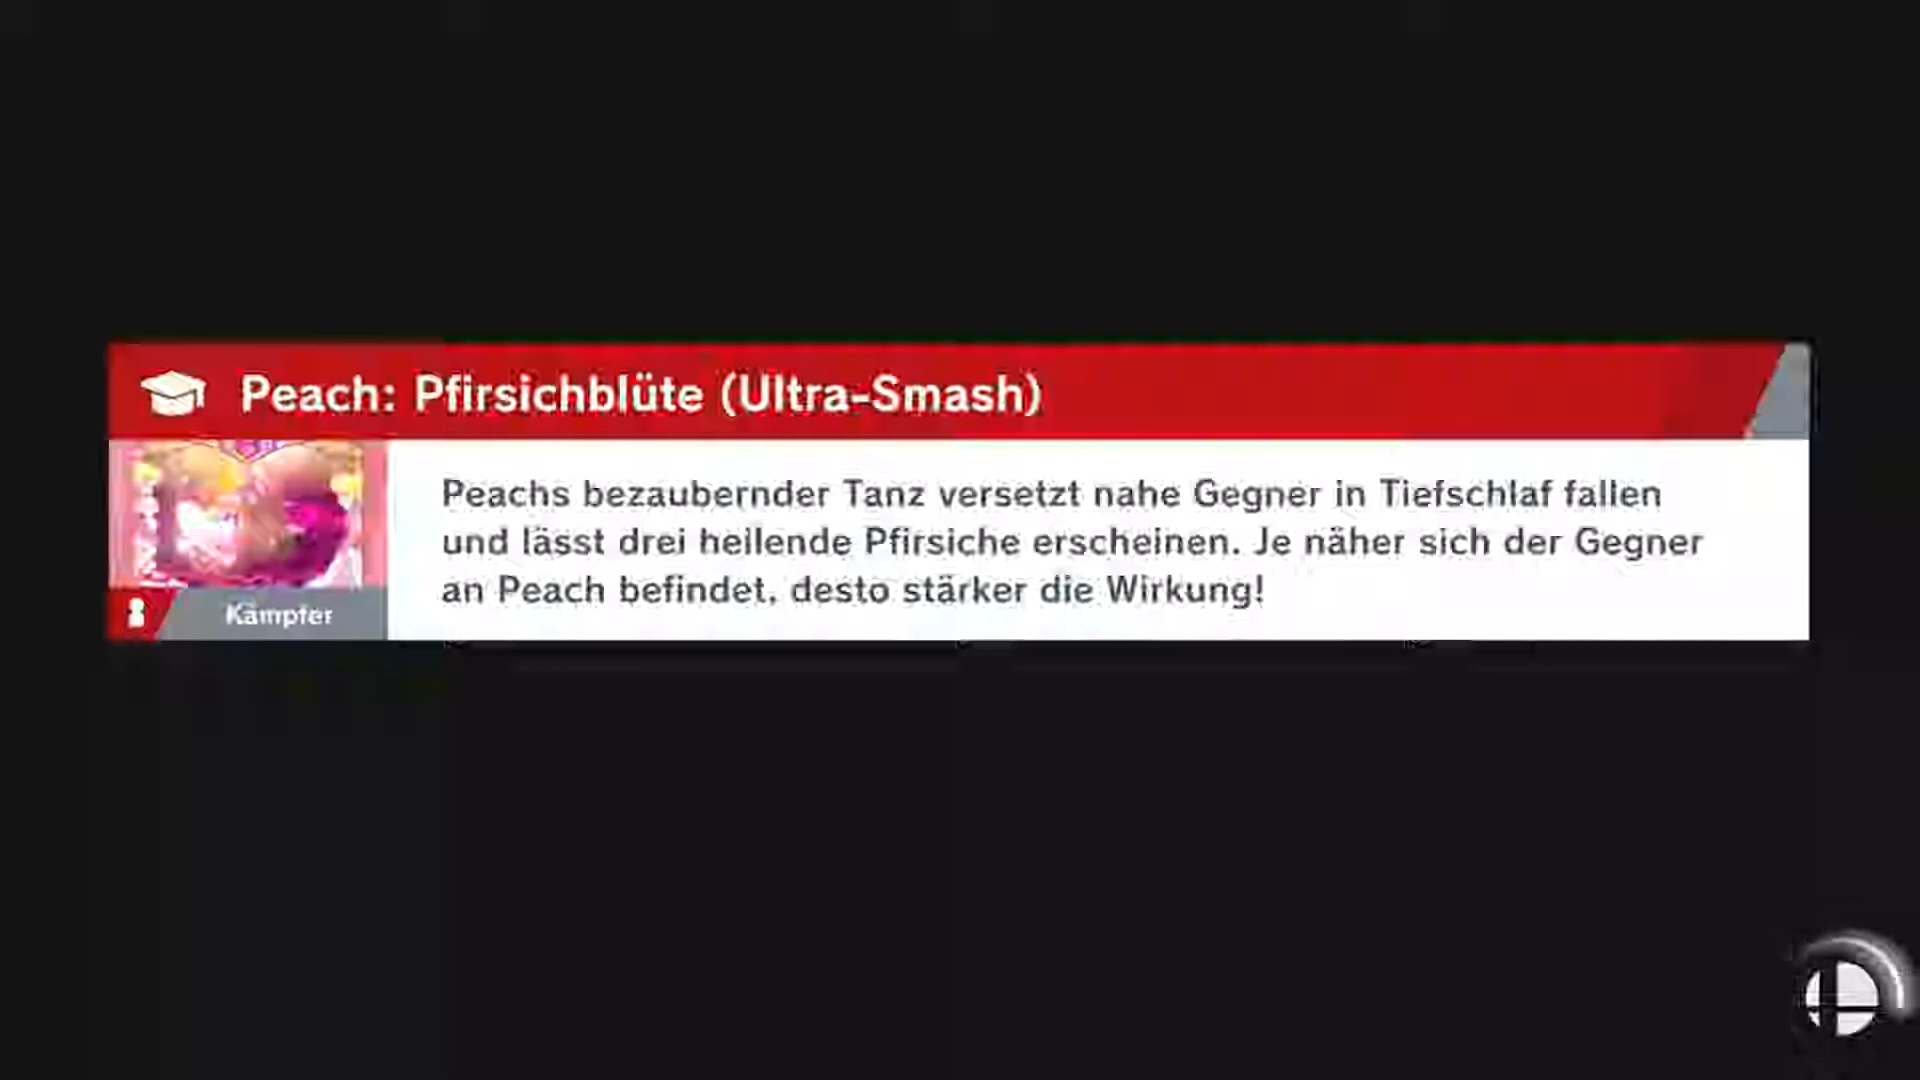 Peach: Pfirsichblüte (Ultra-Smash)
Peachs bezaubernder Tanz versetzt nahe Gegner in Tiefschlaf fallen
und lässt drei heilende Pfirsiche erscheinen. Je näher sich der Gegner
an Peach befindet, desto stärker die Wirkung!
Kämpfer